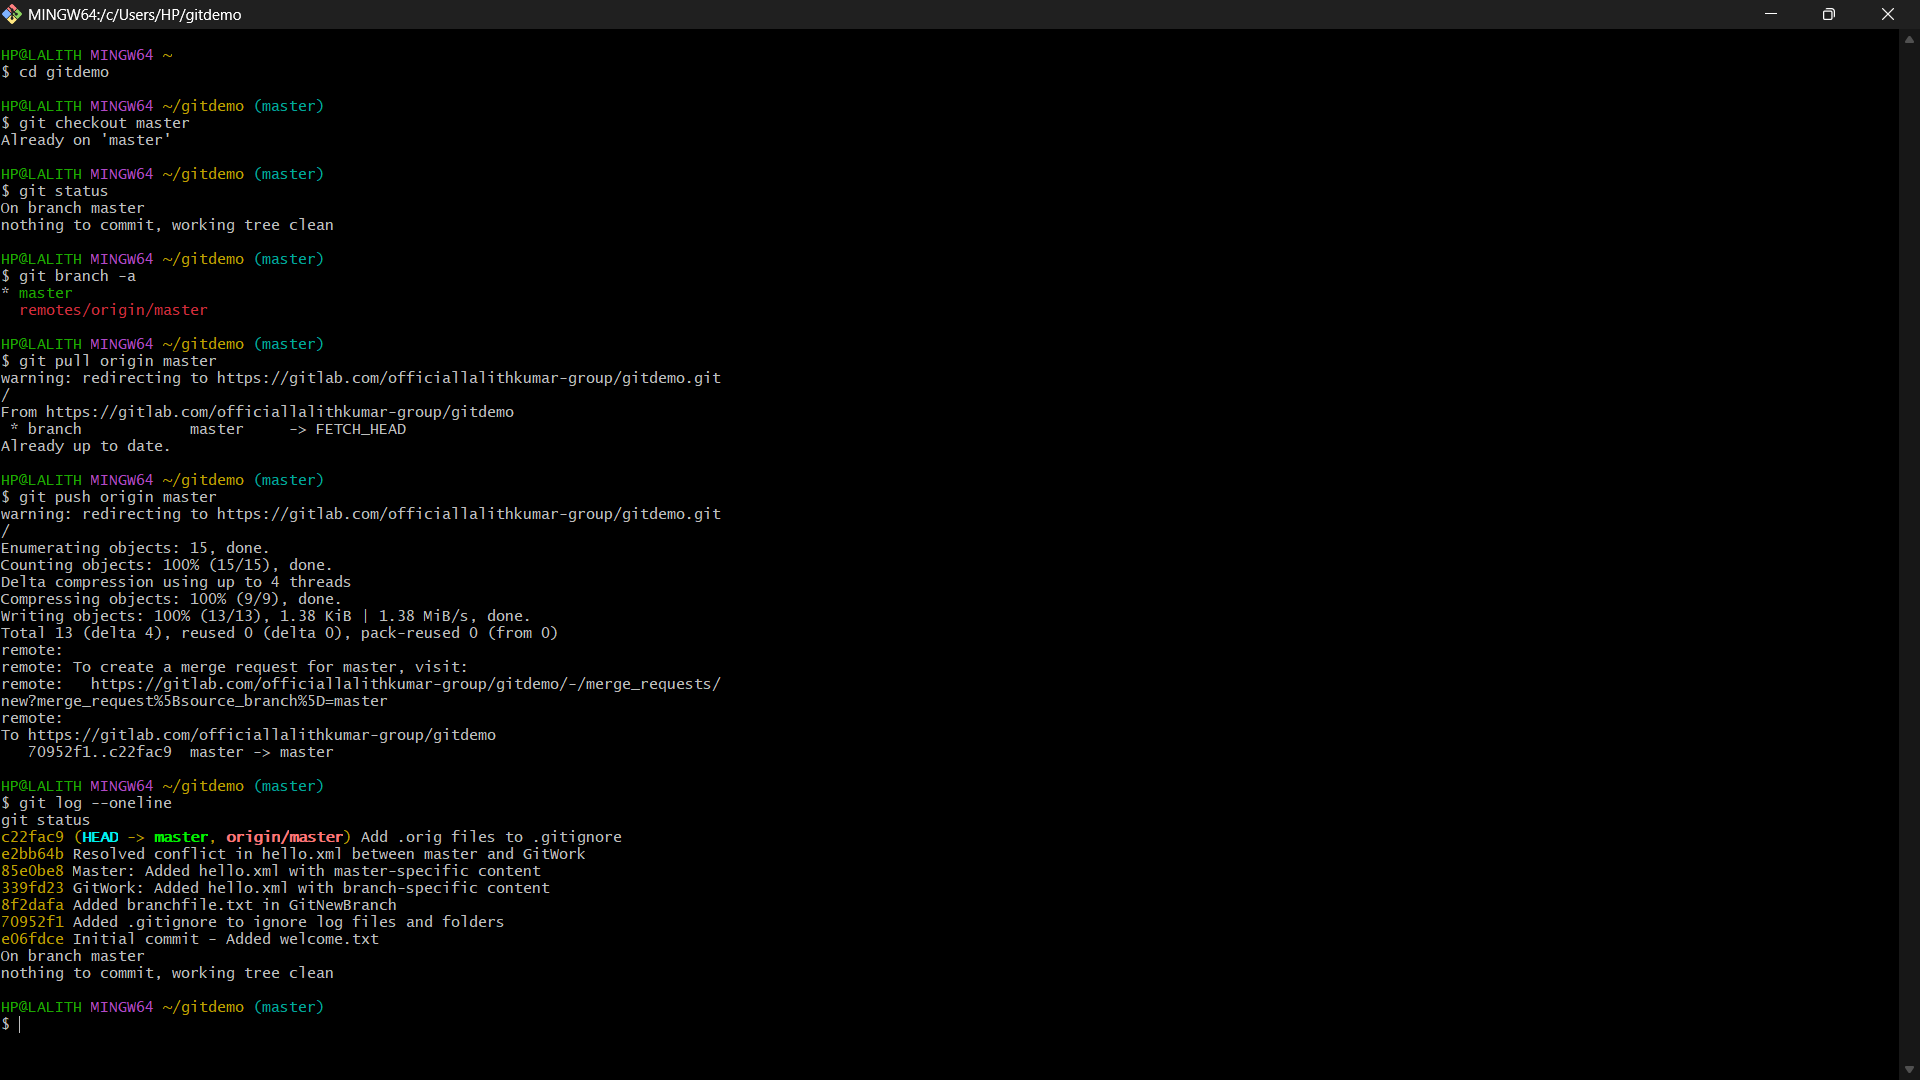 MINGW64:/c/Users/HP/gitdemo
HP@LALITH MINGW64 ~
$ cd gitdemo
HP@LALITH MINGW64 ~/gitdemo (master)
$ git checkout master
Already on 'master'
HP@LALITH MINGW64 ~/gitdemo (master)
$ git status
On branch master
nothing to commit, working tree clean
HP@LALITH MINGW64 ~/gitdemo (master)
$ git branch -a
* master
  remotes/origin/master
HP@LALITH MINGW64 ~/gitdemo (master)
$ git pull origin master
warning: redirecting to https://gitlab.com/officiallalithkumar-group/gitdemo.git
/
From https://gitlab.com/officiallalithkumar-group/gitdemo
 * branch            master     -> FETCH_HEAD
Already up to date.
HP@LALITH MINGW64 ~/gitdemo (master)
$ git push origin master
warning: redirecting to https://gitlab.com/officiallalithkumar-group/gitdemo.git
/
Enumerating objects: 15, done.
Counting objects: 100% (15/15), done.
Delta compression using up to 4 threads
Compressing objects: 100% (9/9), done.
Writing objects: 100% (13/13), 1.38 KiB | 1.38 MiB/s, done.
Total 13 (delta 4), reused 0 (delta 0), pack-reused 0 (from 0)
remote:
remote: To create a merge request for master, visit:
remote:   https://gitlab.com/officiallalithkumar-group/gitdemo/-/merge_requests/
new?merge_request%5Bsource_branch%5D=master
remote:
To https://gitlab.com/officiallalithkumar-group/gitdemo
   70952f1..c22fac9  master -> master
HP@LALITH MINGW64 ~/gitdemo (master)
$ git log --oneline
git status
c22fac9 (HEAD -> master, origin/master) Add .orig files to .gitignore
e2bb64b Resolved conflict in hello.xml between master and GitWork
85e0be8 Master: Added hello.xml with master-specific content
339fd23 GitWork: Added hello.xml with branch-specific content
8f2dafa Added branchfile.txt in GitNewBranch
70952f1 Added .gitignore to ignore log files and folders
e06fdce Initial commit - Added welcome.txt
On branch master
nothing to commit, working tree clean
HP@LALITH MINGW64 ~/gitdemo (master)
$